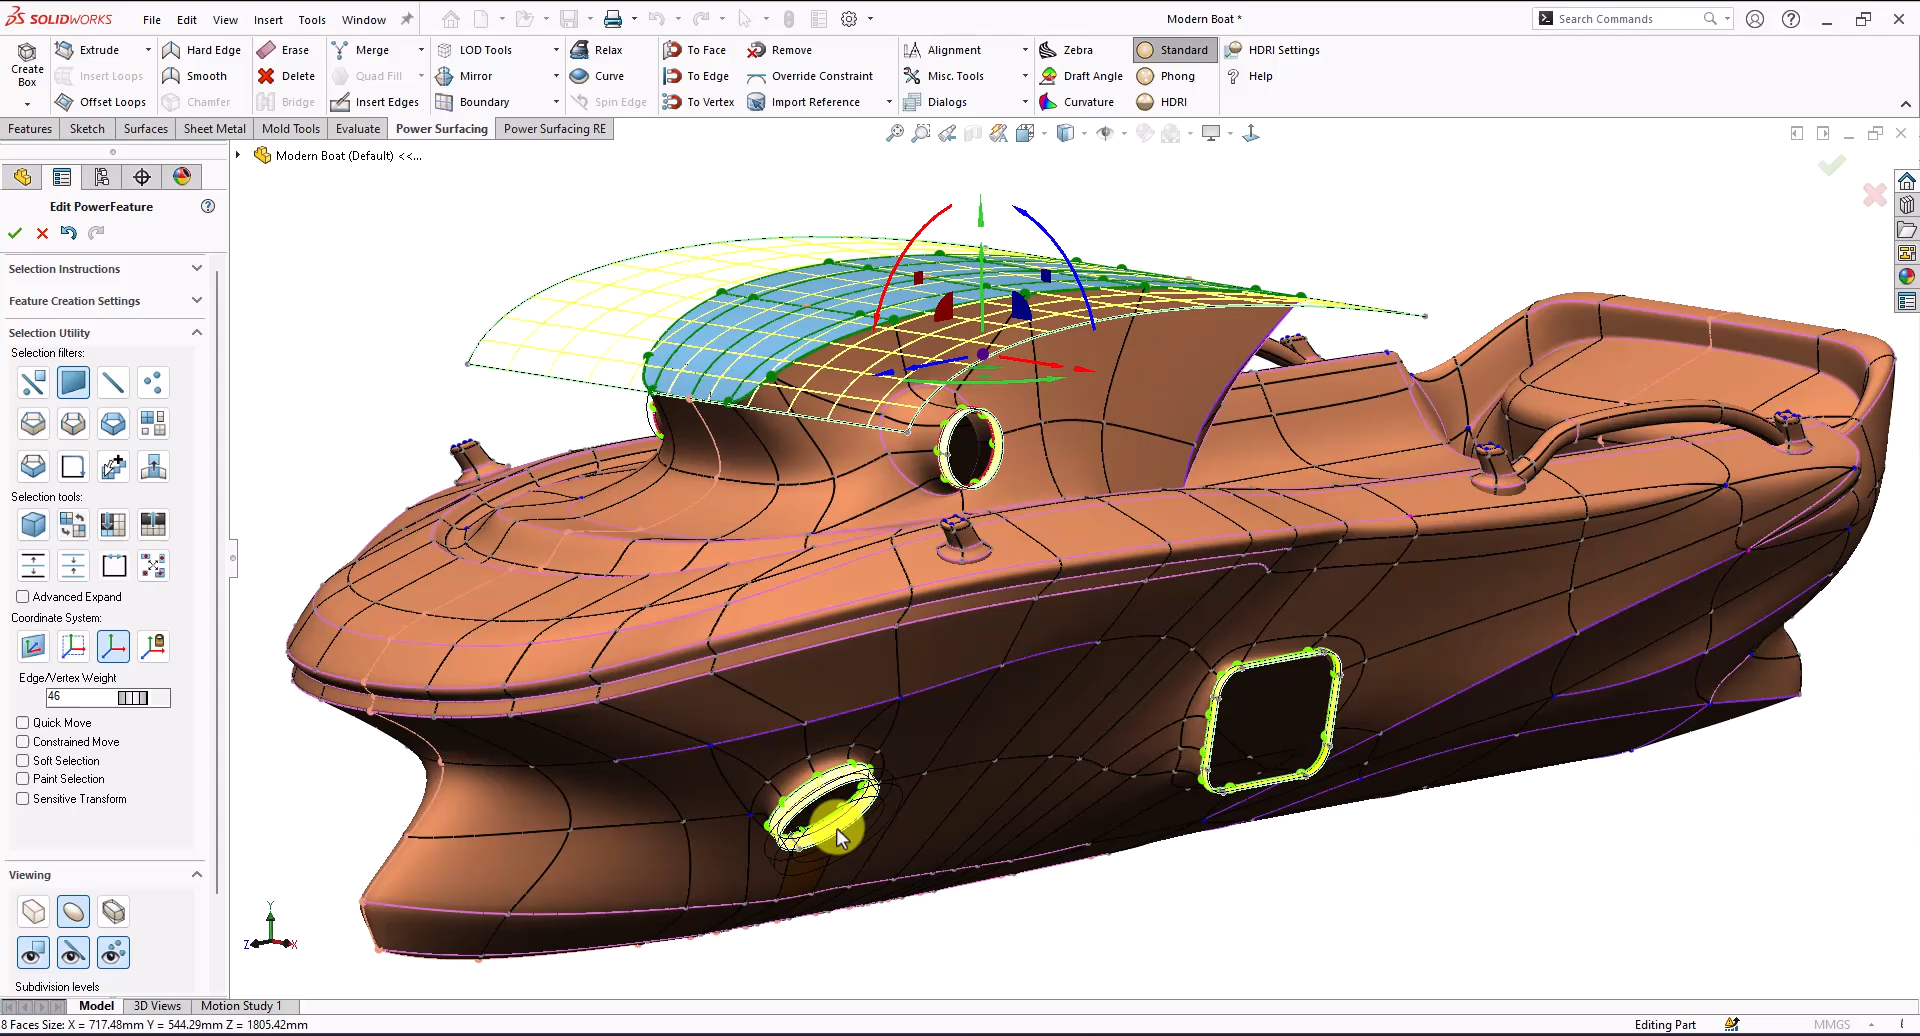 SOLIDWORKS File Edit View Insert Tools Window Modern Boat * Search Commands
Create Box Extrude Hard Edge Erase Merge LOD Tools Relax To Face Remove Alignment Zebra Standard HDRI Settings
Insert Loops Smooth Delete Quad Fill Mirror Curve To Edge Override Constraint Misc. Tools Draft Angle Phong Help
Offset Loops Chamfer Bridge Insert Edges Boundary Spin Edge To Vertex Import Reference Dialogs Curvature HDRI
Features Sketch Surfaces Sheet Metal Mold Tools Evaluate Power Surfacing Power Surfacing RE
Modern Boat (Default) <<...
Edit PowerFeature
Selection Instructions
Feature Creation Settings
Selection Utility
Selection filters:
Selection tools:
Advanced Expand
Coordinate System:
Edge/Vertex Weight
46
Quick Move
Constrained Move
Soft Selection
Paint Selection
Sensitive Transform
Viewing
Y
Z X
Subdivision levels
Model 3D Views Motion Study 1
8 Faces Size: X = 717.48mm Y = 544.29mm Z = 1805.42mm Editing Part MMGS